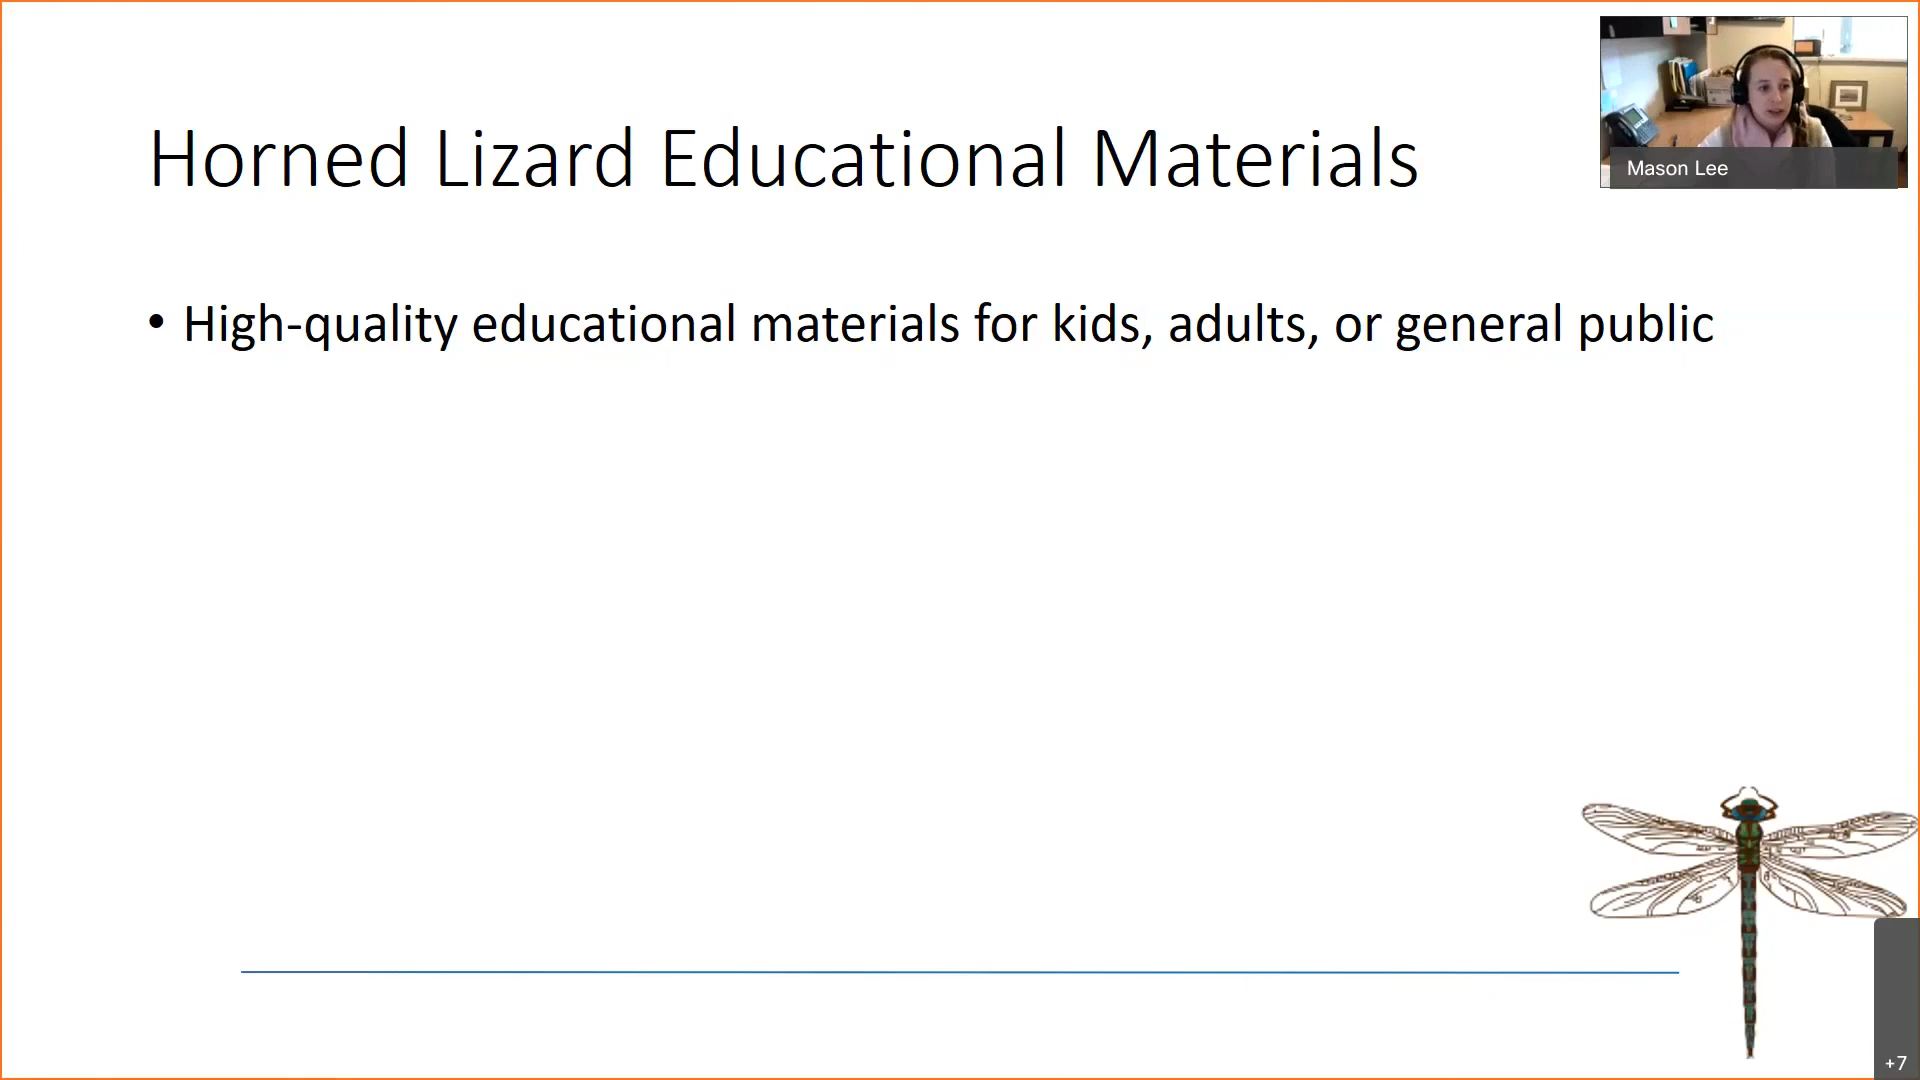 Horned Lizard Educational Materials
Mason Lee
• High-quality educational materials for kids, adults, or general public
+7